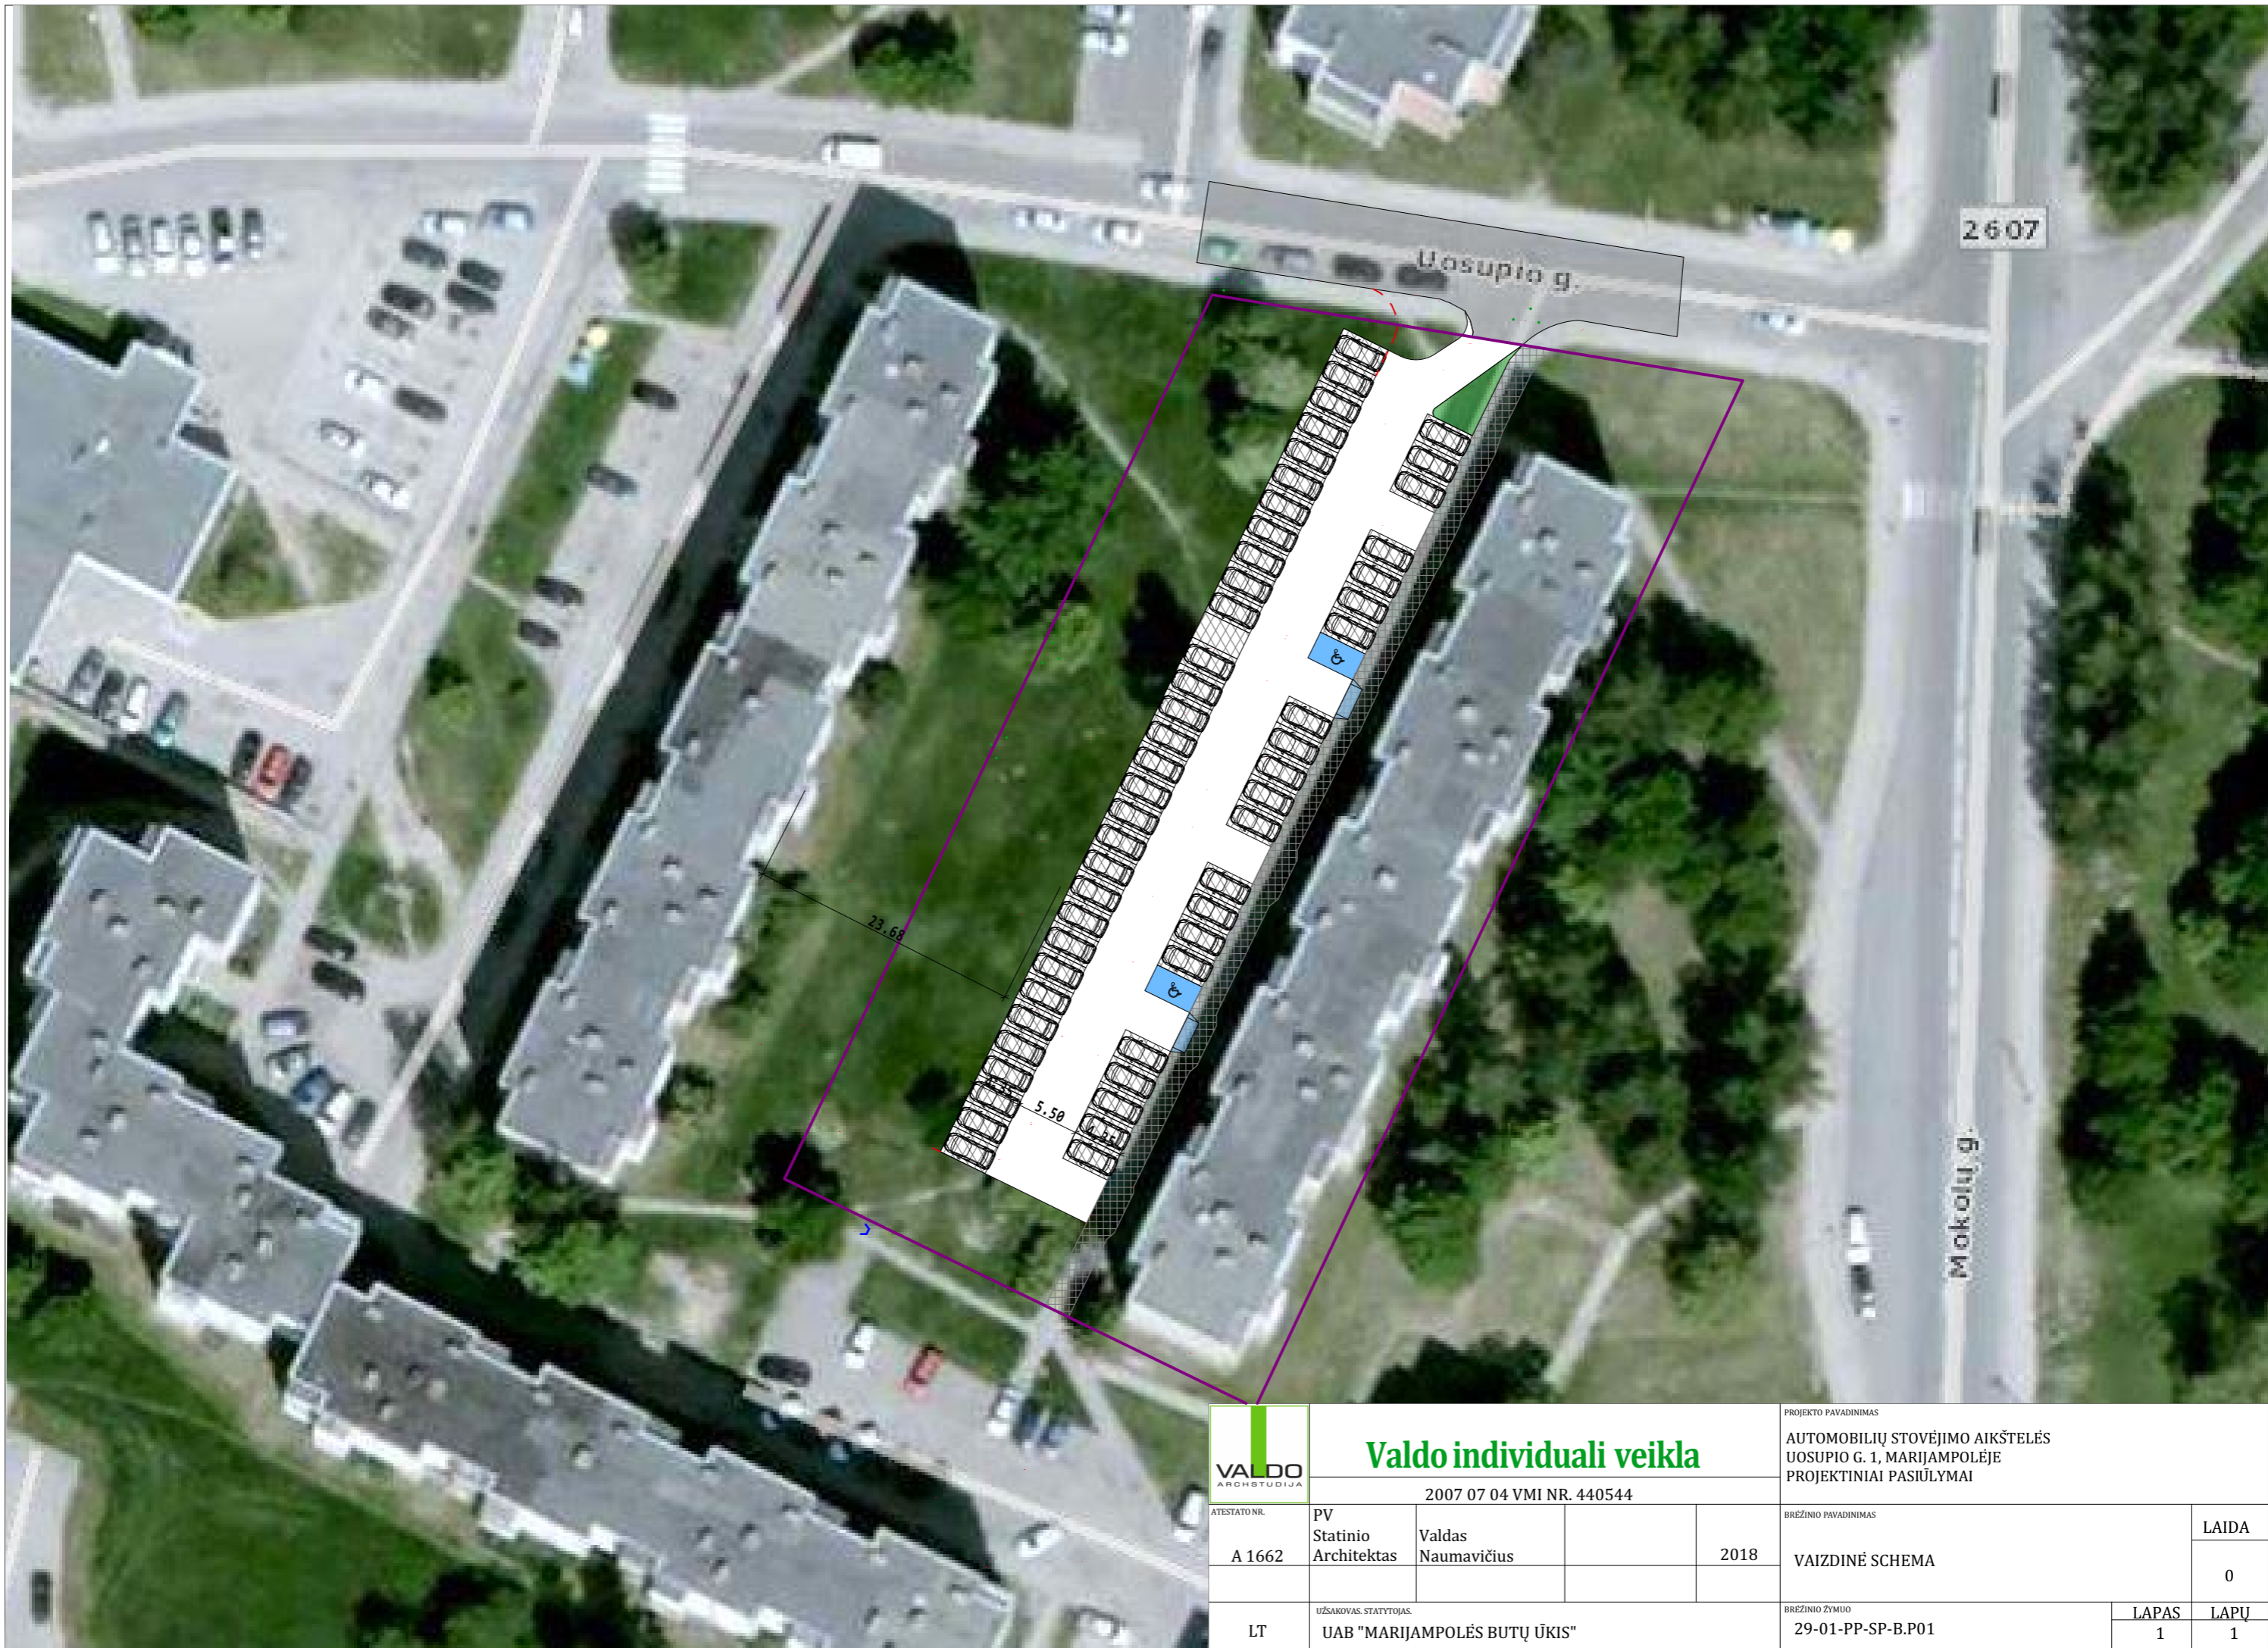 2607
Uosupio g.
23,68
5.50
Mokolų g.
VALDO
ARCHSTUDIJA
Valdo individuali veikla
2007 07 04 VMI NR. 440544
PROJEKTO PAVADINIMAS
AUTOMOBILIŲ STOVĖJIMO AIKŠTELĖS
UOSUPIO G. 1, MARIJAMPOLĖJE
PROJEKTINIAI PASIŪLYMAI
ATESTATO NR.
A 1662
PV
Statinio
Architektas
Valdas
Naumavičius
2018
BRĖŽINIO PAVADINIMAS
VAIZDINĖ SCHEMA
LAIDA
0
LT
UŽSAKOVAS. STATYTOJAS.
UAB "MARIJAMPOLĖS BUTŲ ŪKIS"
BRĖŽINIO ŽYMUO
29-01-PP-SP-B.P01
LAPAS
1
LAPŲ
1